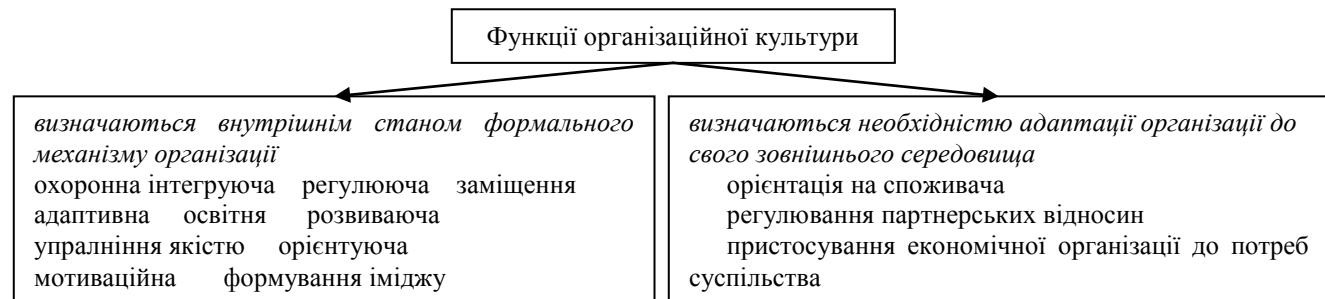 Функції організаційної культури
визначаються внутрішнім станом формального
механізму організації
охоронна інтегруюча регулююча заміщення
адаптивна освітня розвиваюча
упралніння якістю орієнтуюча
мотиваційна формування іміджу
визначаються необхідністю адаптації організації до
свого зовнішнього середовища
орієнтація на споживача
регулювання партнерських відносин
пристосування економічної організації до потреб
суспільства